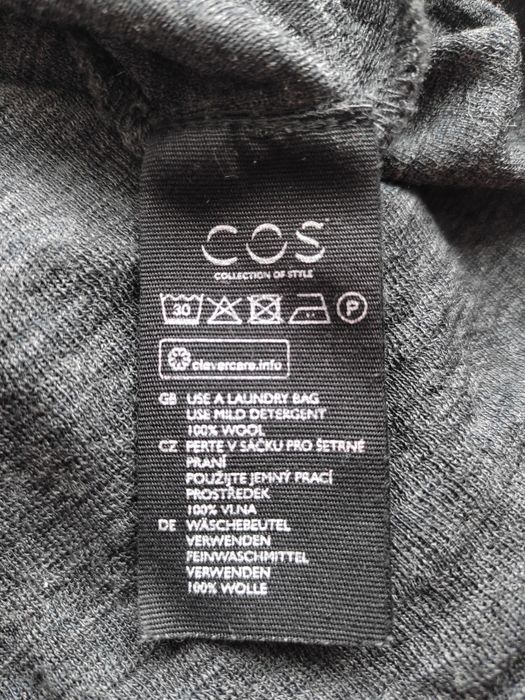 COS
COLLECTION OF STYLE
30 P
clevercare.info
GB USE A LAUNDRY BAG
USE MILD DETERGENT
100% WOOL
CZ PERTE V SÁČKU PRO ŠETRNÉ
PRANÍ
POUŽIJTE JEMNÝ PRACÍ
PROSTŘEDEK
100% VLNA
DE WÄSCHEBEUTEL
VERWENDEN
FEINWASCHMITTEL
VERWENDEN
100% WOLLE